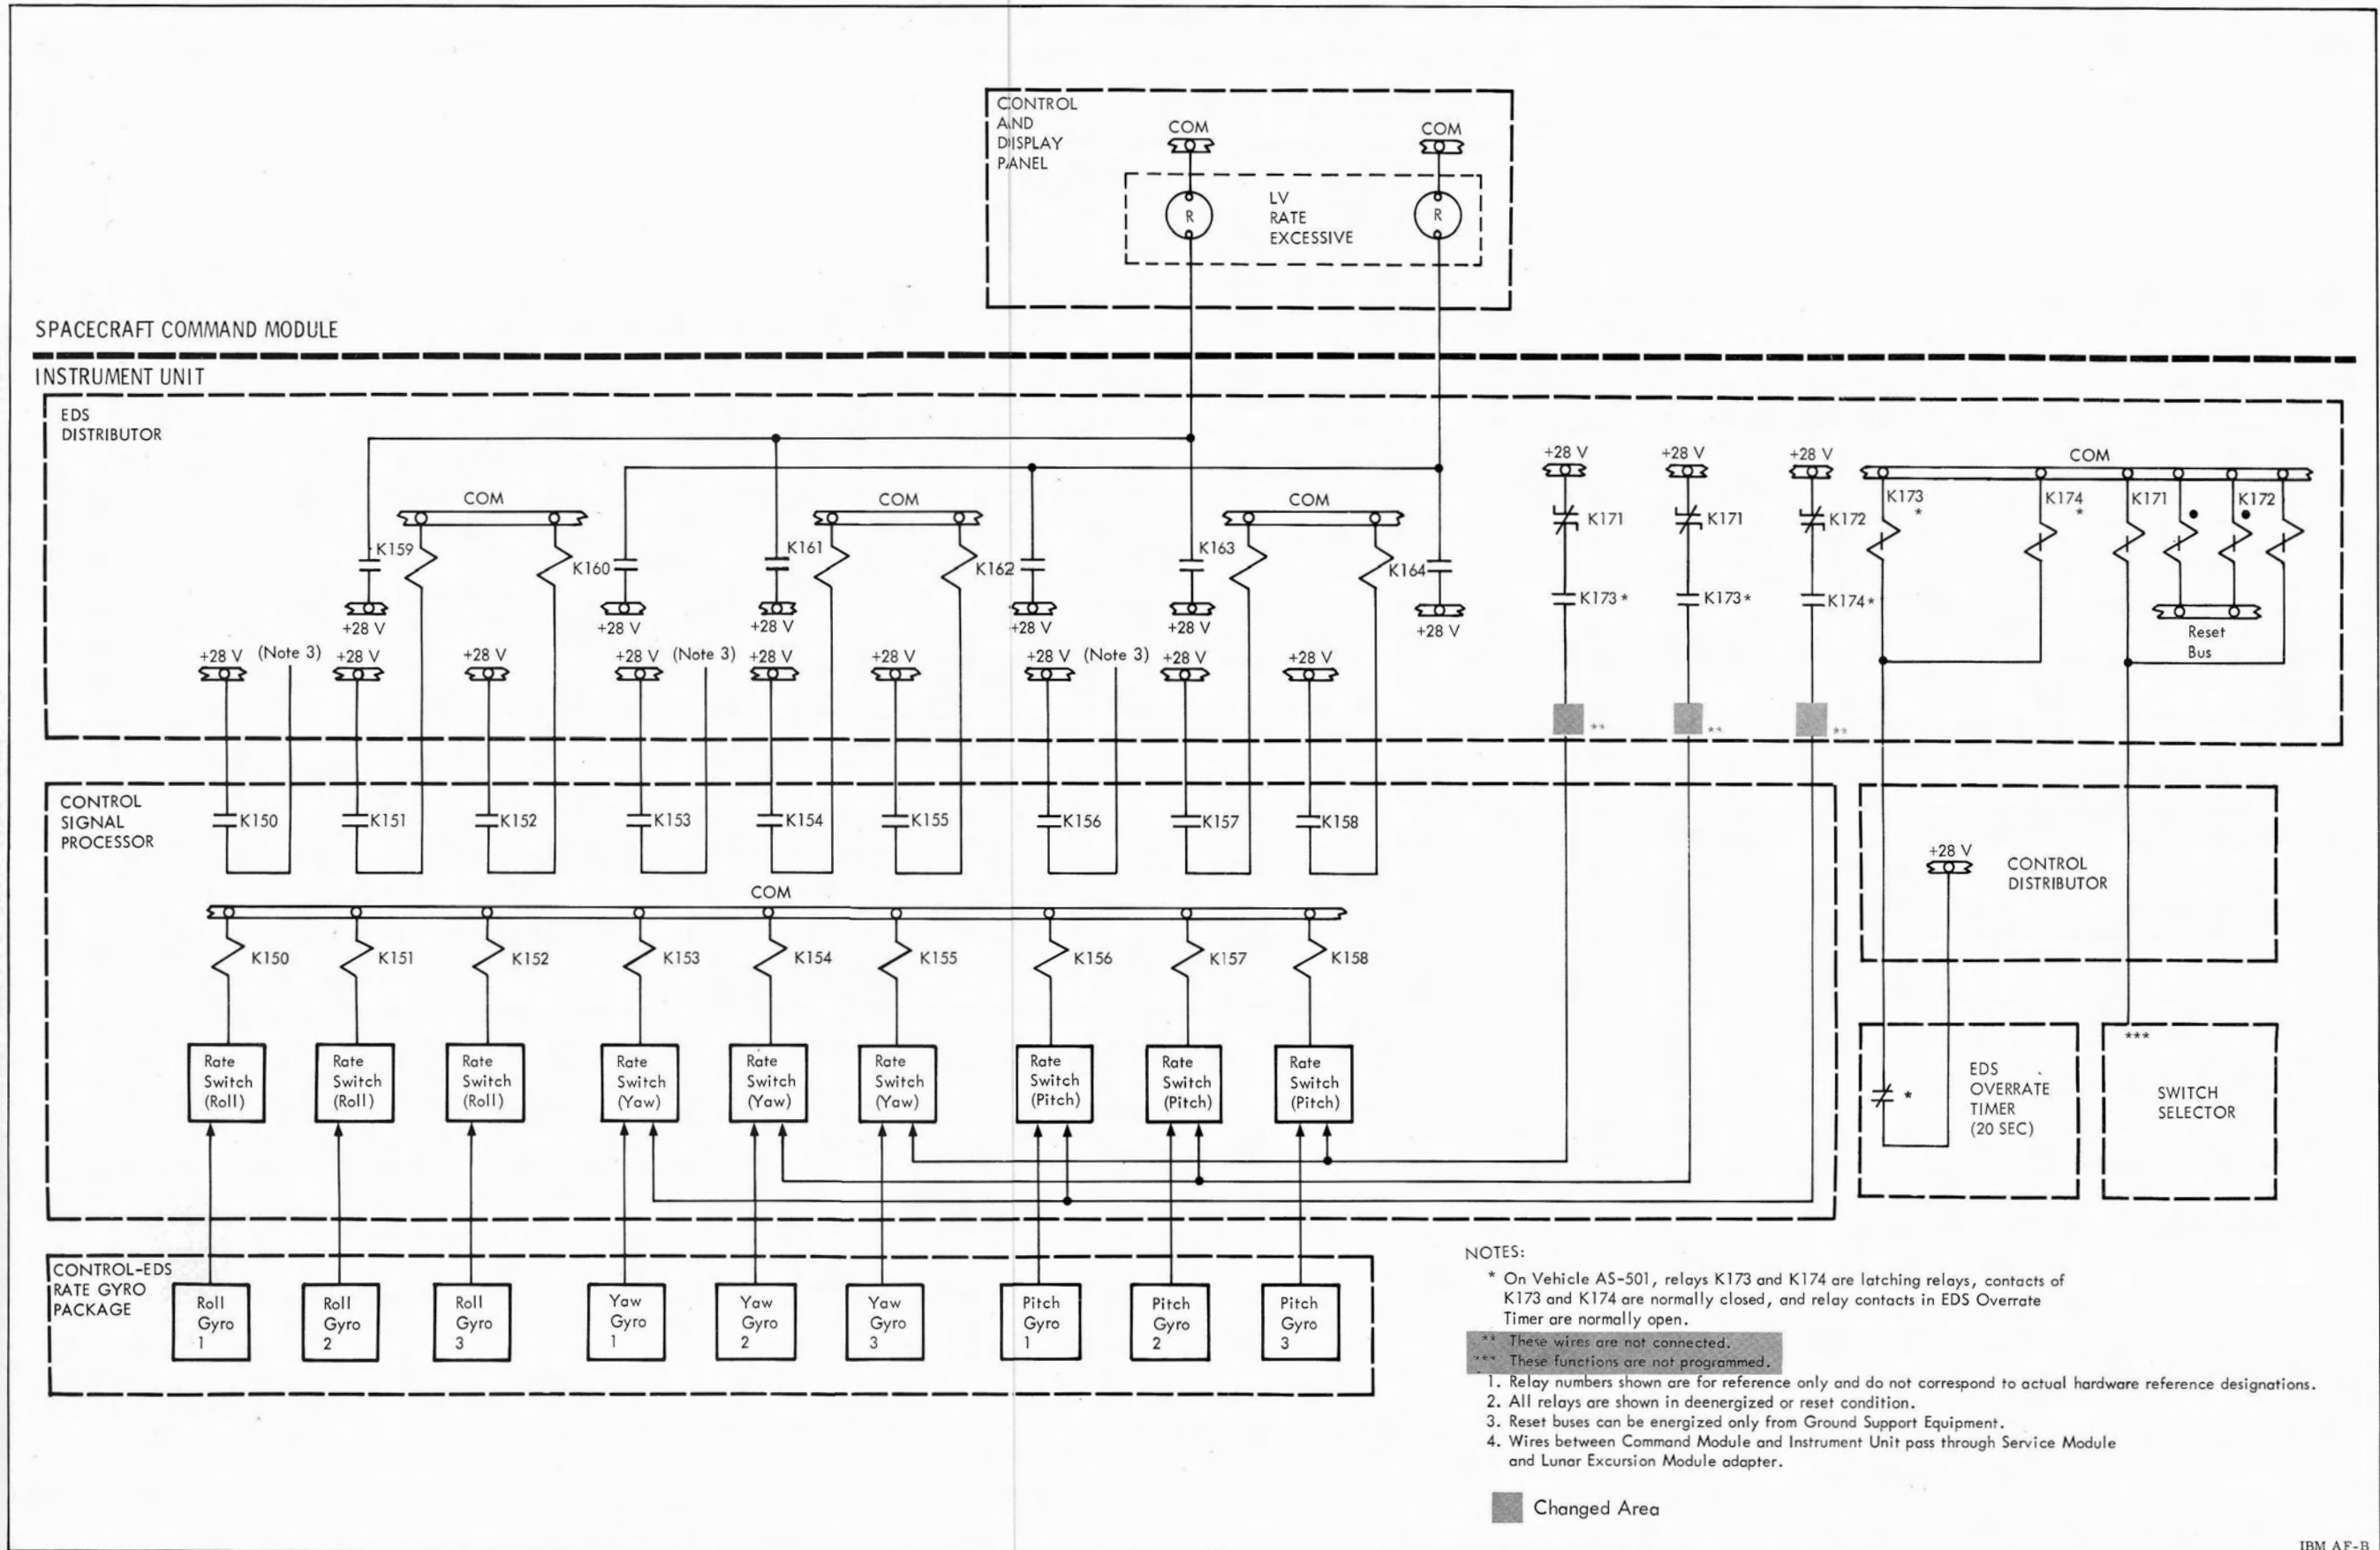 CONTROL
AND
DISPLAY
PANEL
COM
COM
R
LV
RATE
EXCESSIVE
R
SPACECRAFT COMMAND MODULE
INSTRUMENT UNIT
EDS
DISTRIBUTOR
+28 V
+28 V
+28 V
COM
COM
COM
COM
K173
*
K174
*
K171
K172
K171
K171
K172
K159
K160
K161
K162
K163
K164
K173*
K173*
K174*
+28 V
+28 V
+28 V
+28 V
+28 V
+28 V
Reset
Bus
+28 V
(Note 3)
+28 V
+28 V
+28 V
(Note 3)
+28 V
+28 V
+28 V
(Note 3)
+28 V
+28 V
**
**
**
CONTROL
SIGNAL
PROCESSOR
K150
K151
K152
K153
K154
K155
K156
K157
K158
COM
K150
K151
K152
K153
K154
K155
K156
K157
K158
Rate
Switch
(Roll)
Rate
Switch
(Roll)
Rate
Switch
(Roll)
Rate
Switch
(Yaw)
Rate
Switch
(Yaw)
Rate
Switch
(Yaw)
Rate
Switch
(Pitch)
Rate
Switch
(Pitch)
Rate
Switch
(Pitch)
+28 V
CONTROL
DISTRIBUTOR
*
EDS
OVERRATE
TIMER
(20 SEC)
***
SWITCH
SELECTOR
CONTROL-EDS
RATE GYRO
PACKAGE
Roll
Gyro
1
Roll
Gyro
2
Roll
Gyro
3
Yaw
Gyro
1
Yaw
Gyro
2
Yaw
Gyro
3
Pitch
Gyro
1
Pitch
Gyro
2
Pitch
Gyro
3
NOTES:
* On Vehicle AS-501, relays K173 and K174 are latching relays, contacts of
K173 and K174 are normally closed, and relay contacts in EDS Overrate
Timer are normally open.
** These wires are not connected.
*** These functions are not programmed.
1. Relay numbers shown are for reference only and do not correspond to actual hardware reference designations.
2. All relays are shown in deenergized or reset condition.
3. Reset buses can be energized only from Ground Support Equipment.
4. Wires between Command Module and Instrument Unit pass through Service Module
and Lunar Excursion Module adapter.
Changed Area
IBM AF-B